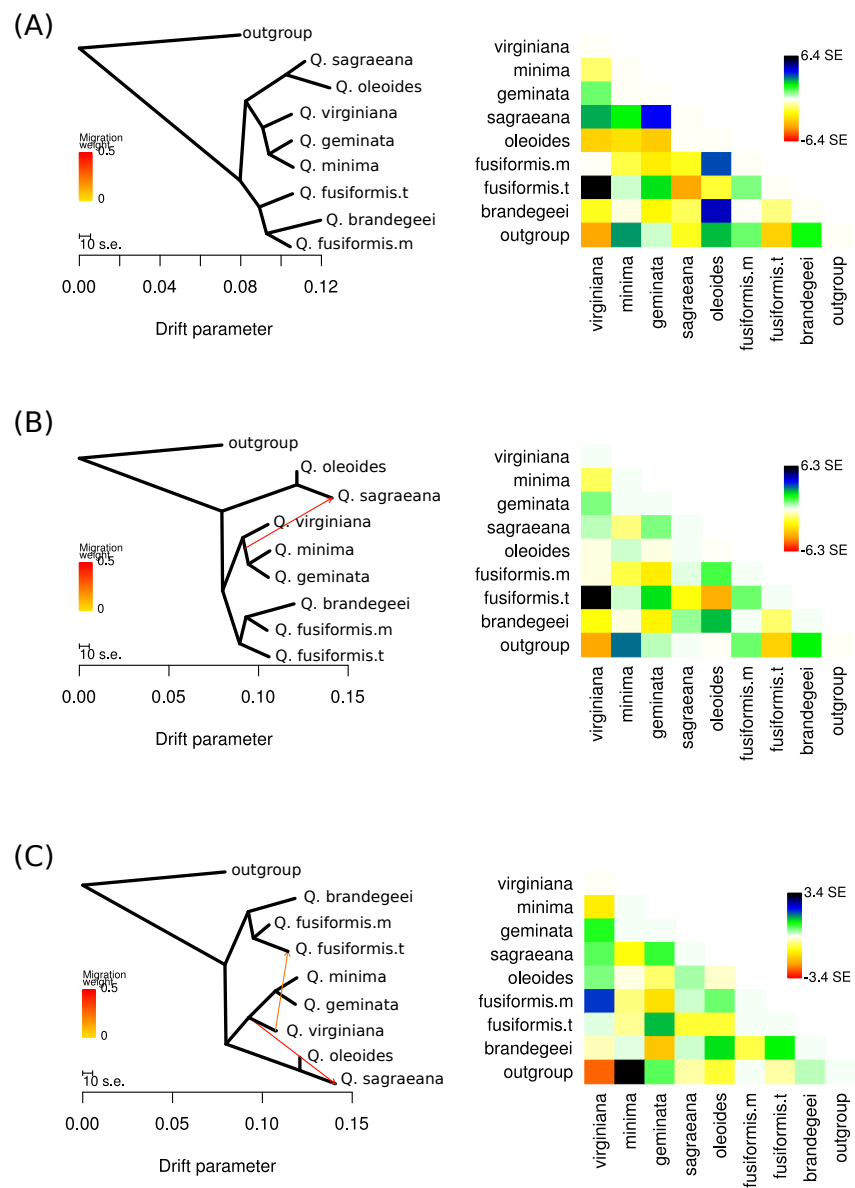 (A)
outgroup
Q. sagraeana
Q. oleoides
Q. virginiana
Q. geminata
Q. minima
Q. fusiformis.t
Q. brandegeei
Q. fusiformis.m
Migration
weight
0.5
0
10 s.e.
0.00 0.04 0.08 0.12
Drift parameter
virginiana
minima
geminata
sagraeana
oleoides
fusiformis.m
fusiformis.t
brandegeei
outgroup
virginiana
minima
geminata
sagraeana
oleoides
fusiformis.m
fusiformis.t
brandegeei
outgroup
6.4 SE
-6.4 SE
(B)
outgroup
Q. oleoides
Q. sagraeana
Q. virginiana
Q. minima
Q. geminata
Q. brandegeei
Q. fusiformis.m
Q. fusiformis.t
Migration
weight
0.5
0
10 s.e.
0.00 0.05 0.10 0.15
Drift parameter
virginiana
minima
geminata
sagraeana
oleoides
fusiformis.m
fusiformis.t
brandegeei
outgroup
virginiana
minima
geminata
sagraeana
oleoides
fusiformis.m
fusiformis.t
brandegeei
outgroup
6.3 SE
-6.3 SE
(C)
outgroup
Q. brandegeei
Q. fusiformis.m
Q. fusiformis.t
Q. minima
Q. geminata
Q. virginiana
Q. oleoides
Q. sagraeana
Migration
weight
0.5
0
10 s.e.
0.00 0.05 0.10 0.15
Drift parameter
virginiana
minima
geminata
sagraeana
oleoides
fusiformis.m
fusiformis.t
brandegeei
outgroup
virginiana
minima
geminata
sagraeana
oleoides
fusiformis.m
fusiformis.t
brandegeei
outgroup
3.4 SE
-3.4 SE